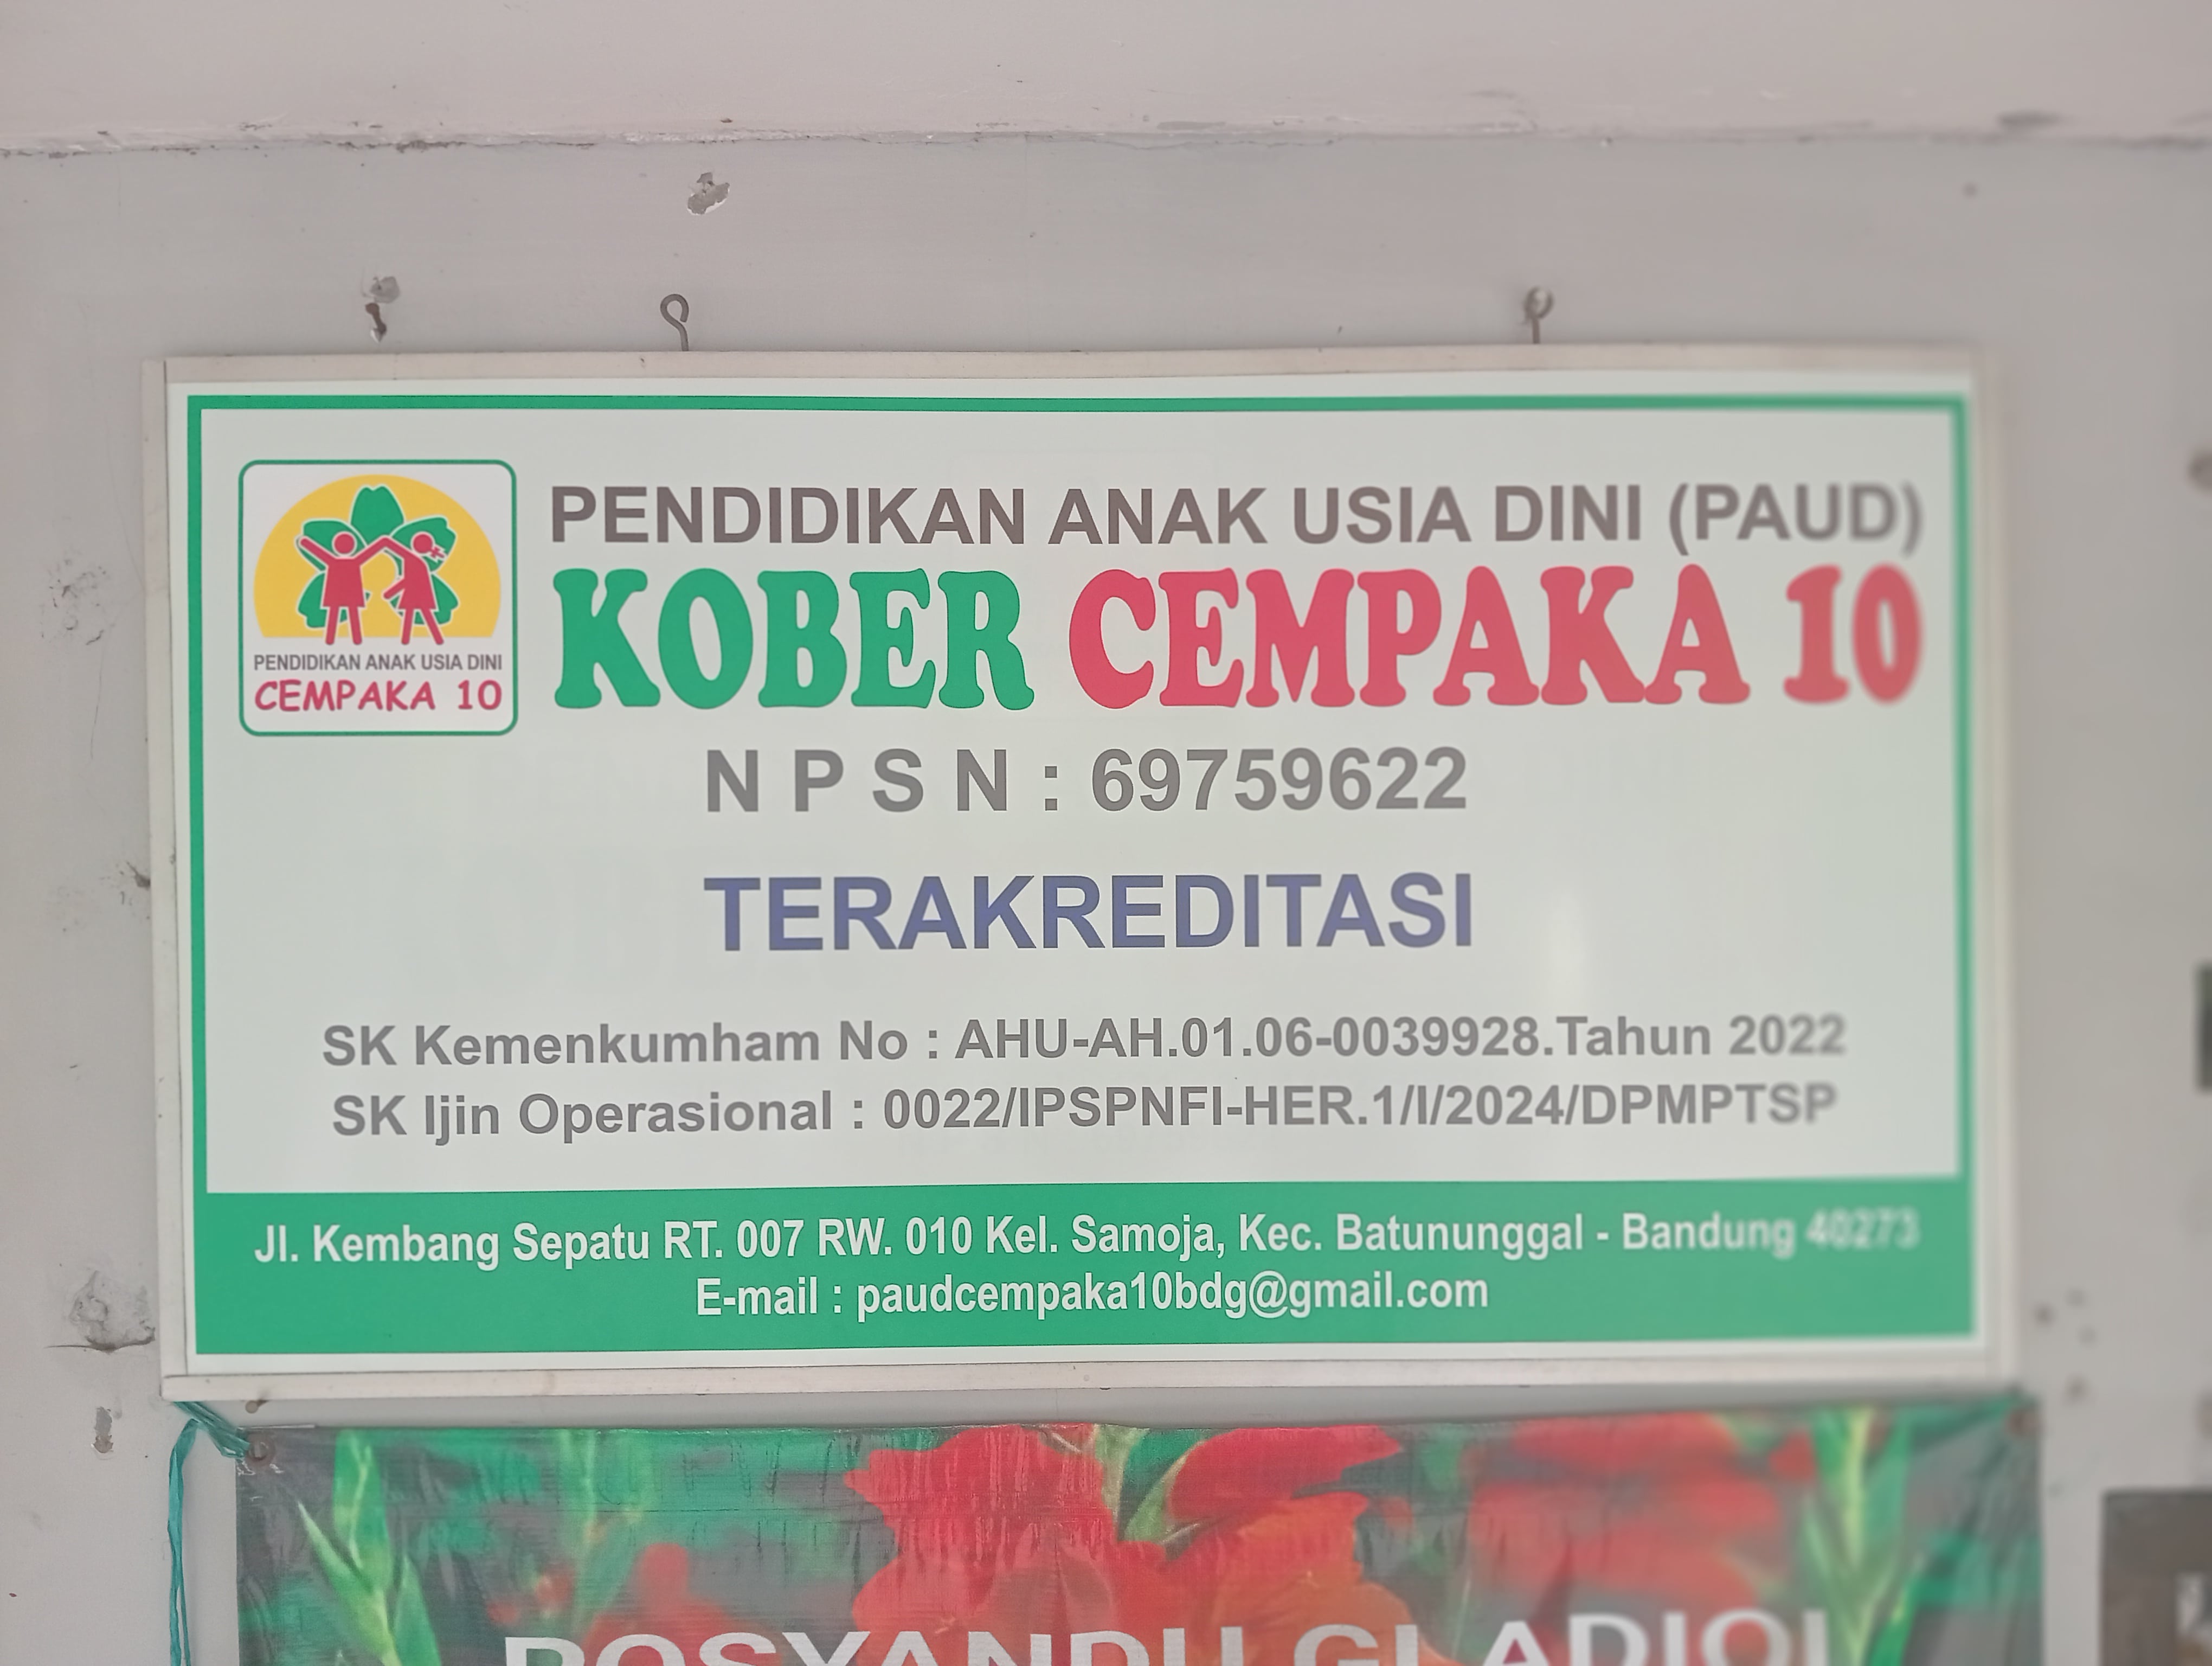 PENDIDIKAN ANAK USIA DINI (PAUD)
KOBER CEMPAKA 10
PENDIDIKAN ANAK USIA DINI
CEMPAKA 10
N P S N : 69759622
TERAKREDITASI
SK Kemenkumham No : AHU-AH.01.06-0039928.Tahun 2022
SK Ijin Operasional : 0022/IPSPNFI-HER.1/I/2024/DPMPTSP
Jl. Kembang Sepatu RT. 007 RW. 010 Kel. Samoja, Kec. Batununggal - Bandung 40273
E-mail : paudcempaka10bdg@gmail.com
POSYANDU GLADIOL